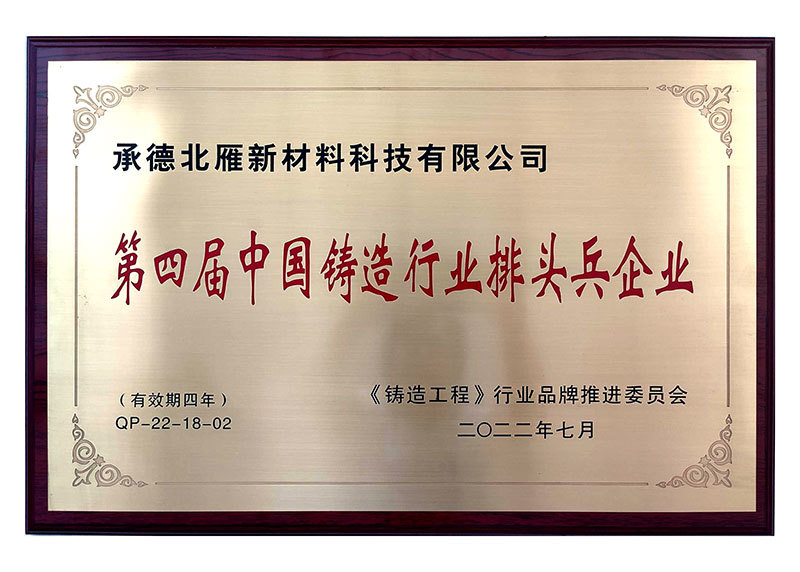 承德北雁新材料科技有限公司
第四届中国铸造行业排头兵企业
（有效期四年）
QP-22-18-02
《铸造工程》行业品牌推进委员会
二〇二二年七月